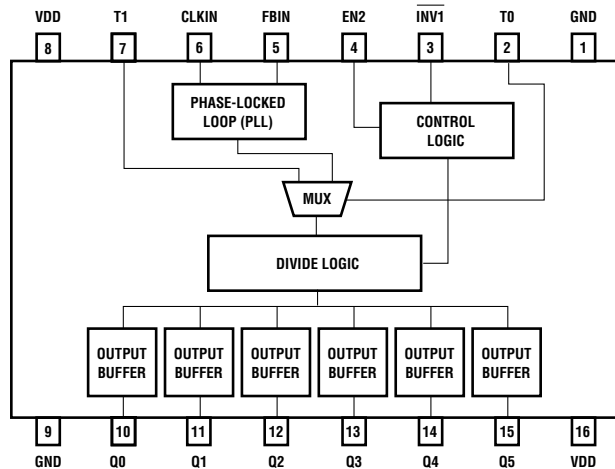 VDD T1 CLKIN FBIN EN2 INV1 T0 GND
8 7 6 5 4 3 2 1
PHASE-LOCKED
LOOP (PLL)
CONTROL
LOGIC
MUX
DIVIDE LOGIC
OUTPUT OUTPUT OUTPUT OUTPUT OUTPUT OUTPUT
BUFFER BUFFER BUFFER BUFFER BUFFER BUFFER
9 10 11 12 13 14 15 16
GND Q0 Q1 Q2 Q3 Q4 Q5 VDD